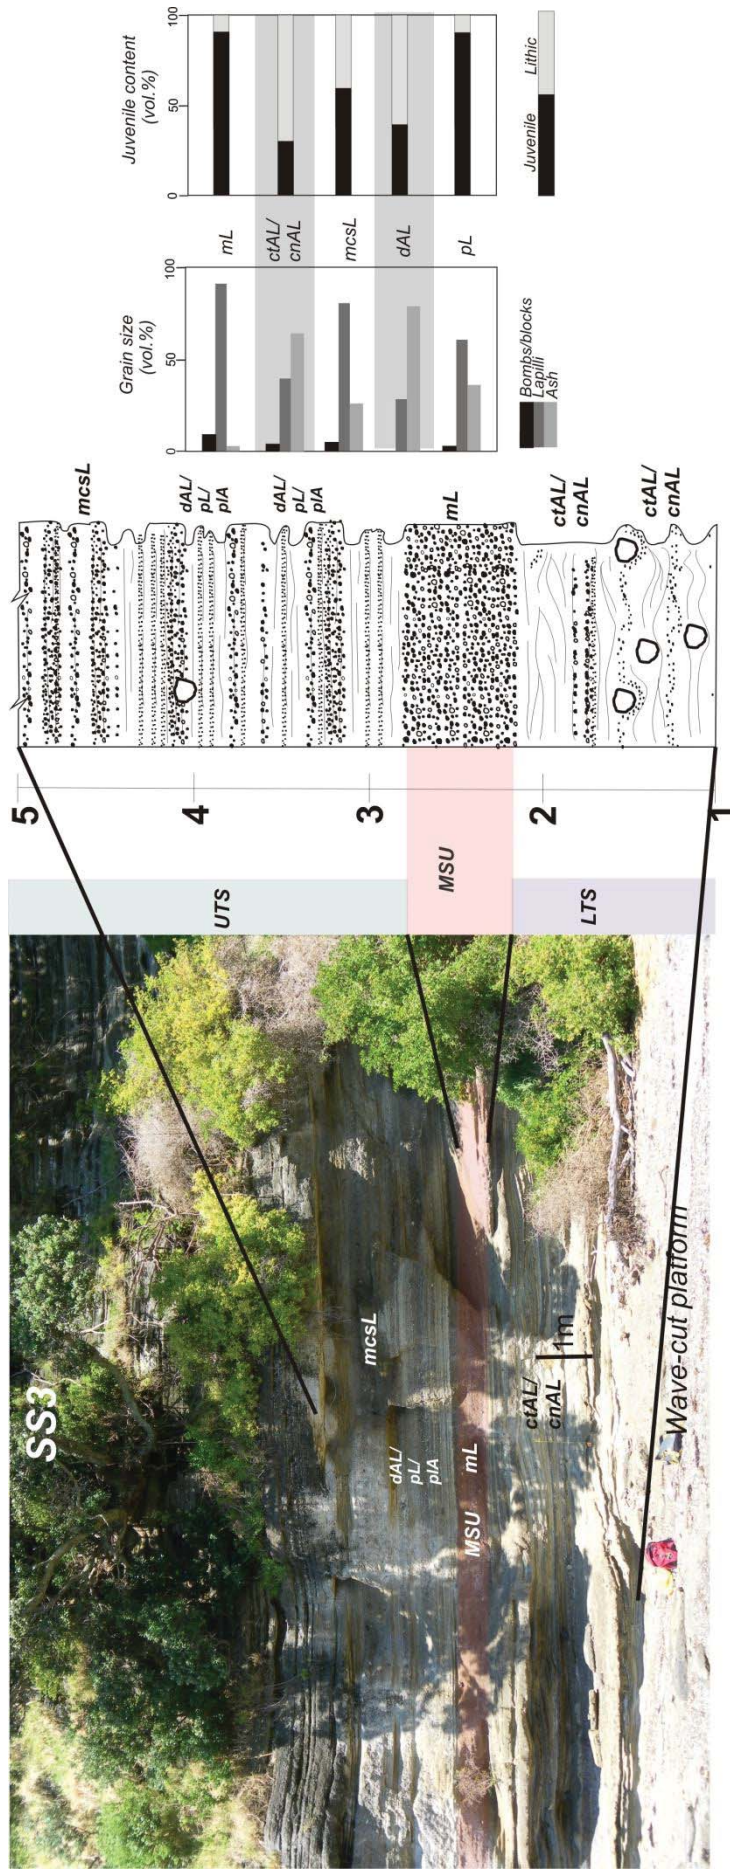 SS3
mcsL
dAL/
pL/
plA
MSU
mL
ctAL/
cnAL
1m
Wave-cut platform
UTS
MSU
LTS
5
4
3
2
1
mcsL
dAL/
pL/
plA
dAL/
pL/
plA
mL
ctAL/
cnAL
ctAL/
cnAL
Grain size
(vol.%)
0
50
100
Bombs/blocks
Lapilli
Ash
mL
ctAL/
cnAL
mcsL
dAL
pL
Juvenile content
(vol.%)
0
50
100
Juvenile
Lithic